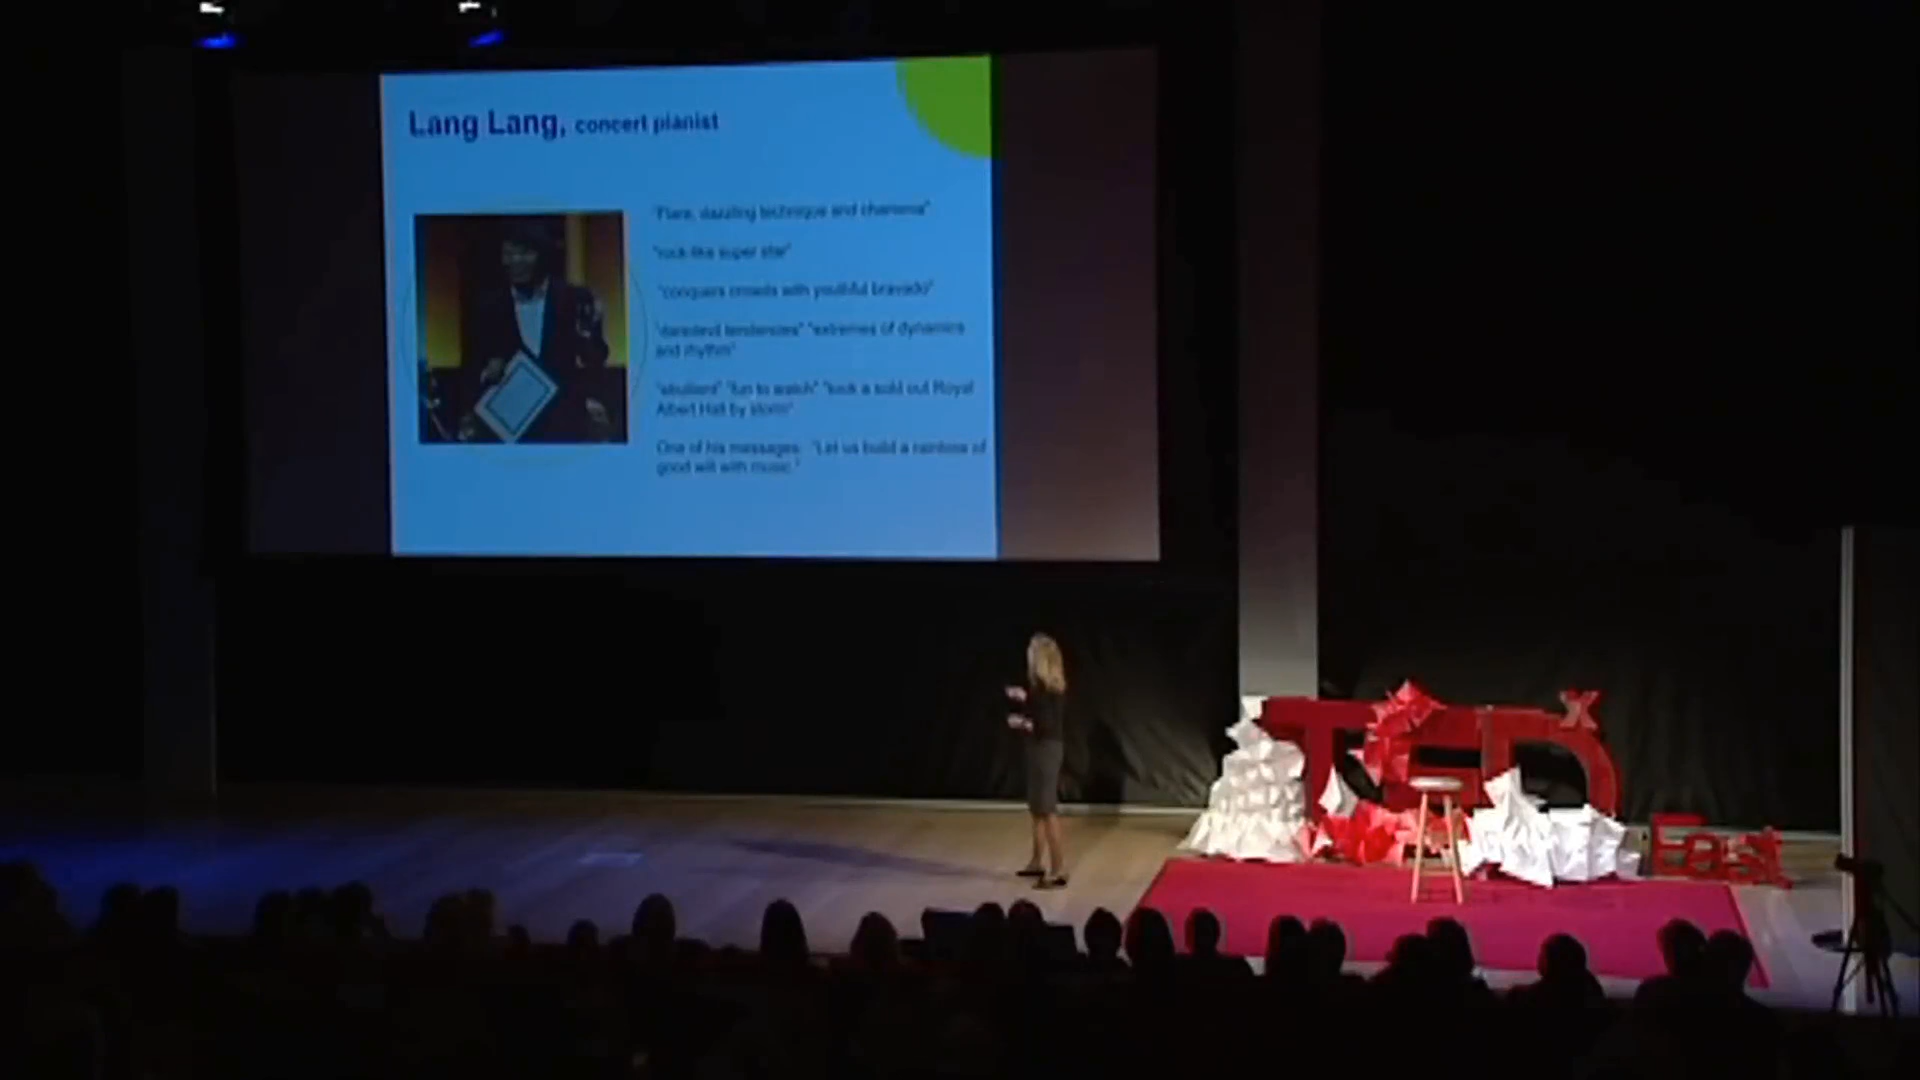 Lang Lang, concert pianist
"Flare, dazzling technique and charisma"
"rock-like super star"
"conquers crowds with youthful bravado"
"daredevil tendencies" "extremes of dynamics
and rhythm"
"ebullient" "fun to watch" "took a sold out Royal
Albert Hall by storm"
One of his messages: "Let us build a rainbow of
good will with music."
TEDx
East